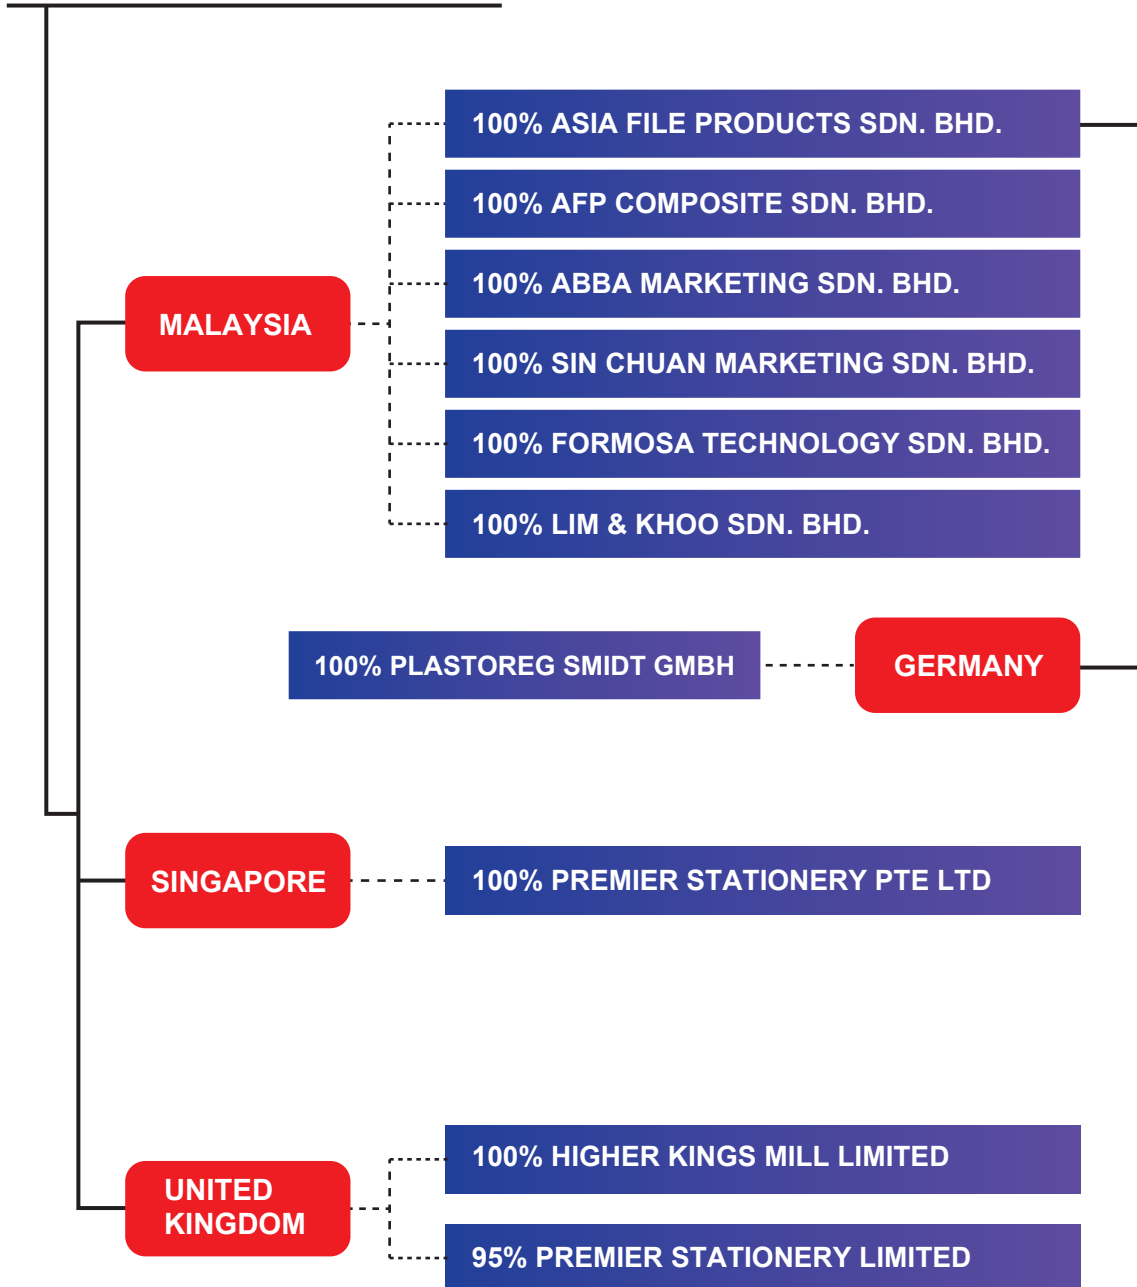 100% ASIA FILE PRODUCTS SDN. BHD.
100% AFP COMPOSITE SDN. BHD.
100% ABBA MARKETING SDN. BHD.
MALAYSIA
100% SIN CHUAN MARKETING SDN. BHD.
100% FORMOSA TECHNOLOGY SDN. BHD.
100% LIM & KHOO SDN. BHD.
100% PLASTOREG SMIDT GMBH
GERMANY
SINGAPORE
100% PREMIER STATIONERY PTE LTD
100% HIGHER KINGS MILL LIMITED
UNITED
KINGDOM
95% PREMIER STATIONERY LIMITED